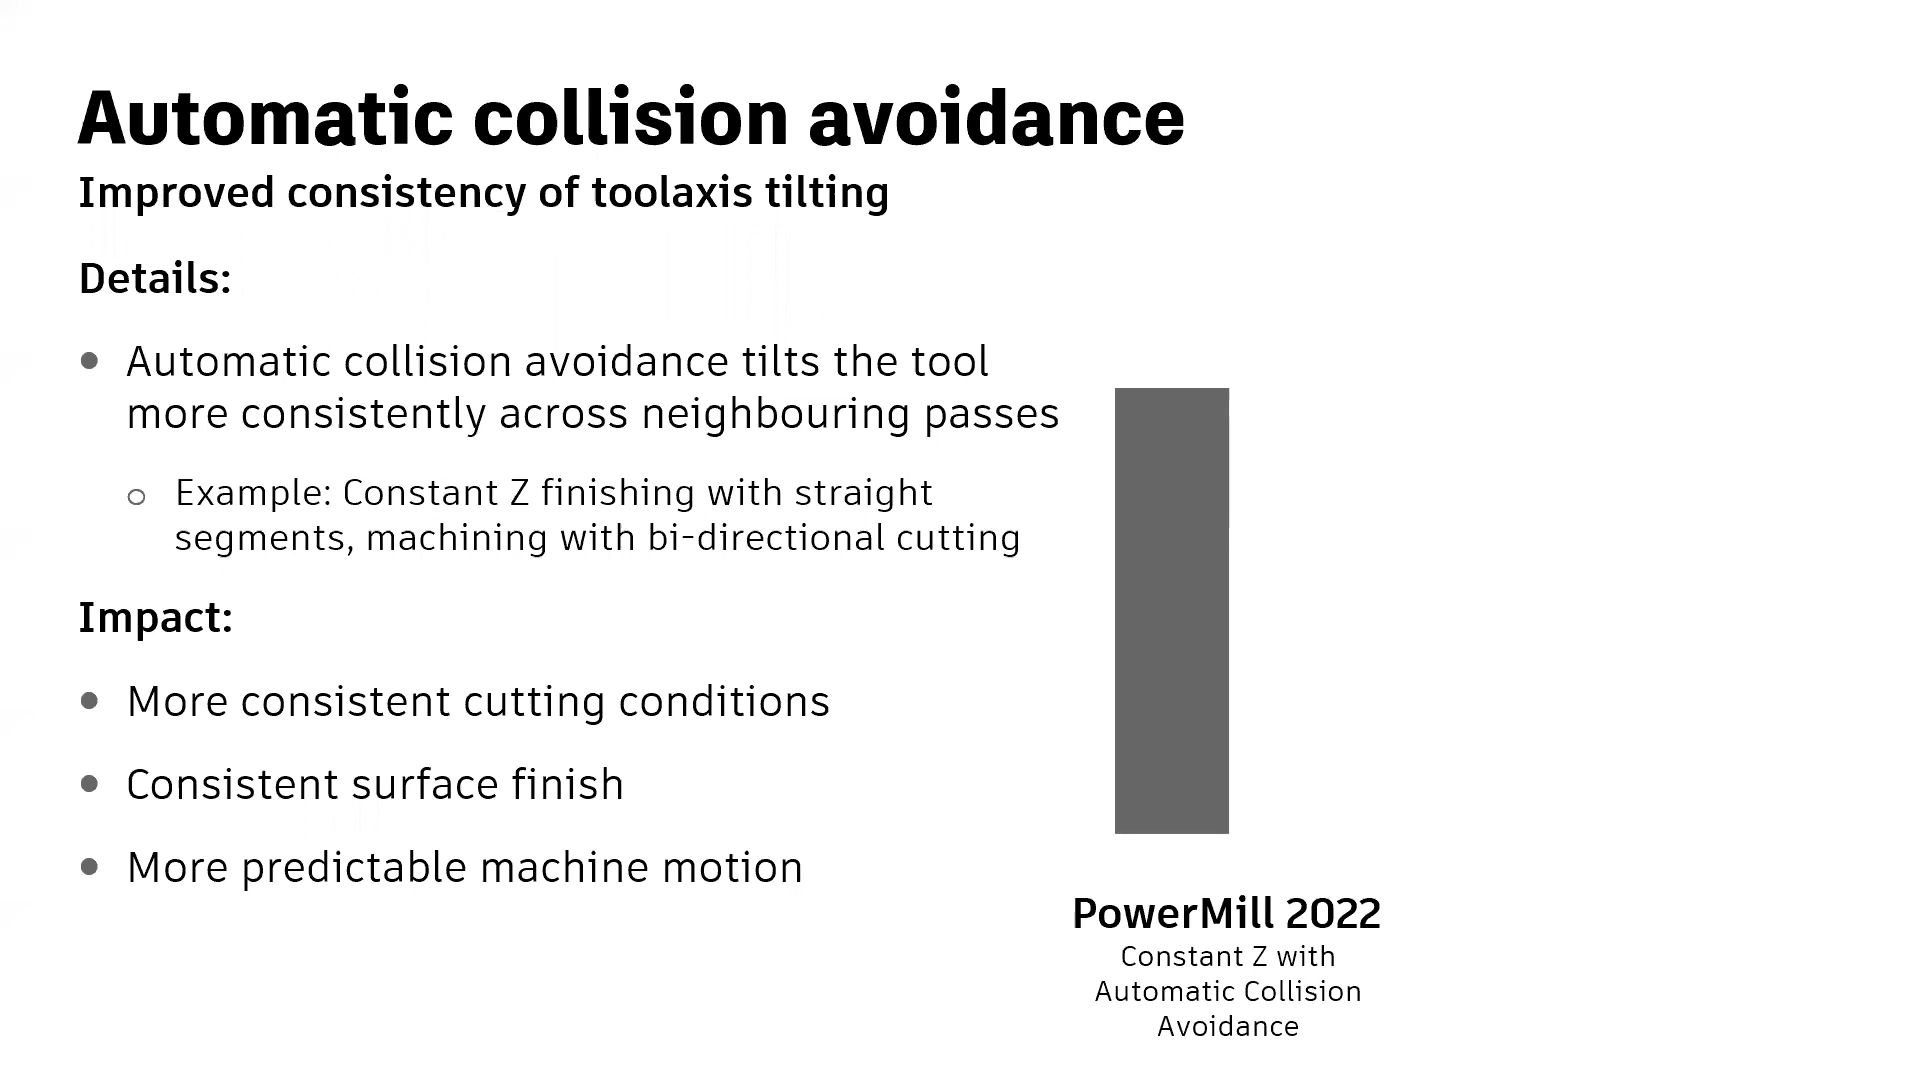 Automatic collision avoidance
Improved consistency of toolaxis tilting
Details:
Automatic collision avoidance tilts the tool
more consistently across neighbouring passes
Example: Constant Z finishing with straight
segments, machining with bi-directional cutting
Impact:
More consistent cutting conditions
Consistent surface finish
More predictable machine motion
PowerMill 2022
Constant Z with
Automatic Collision
Avoidance